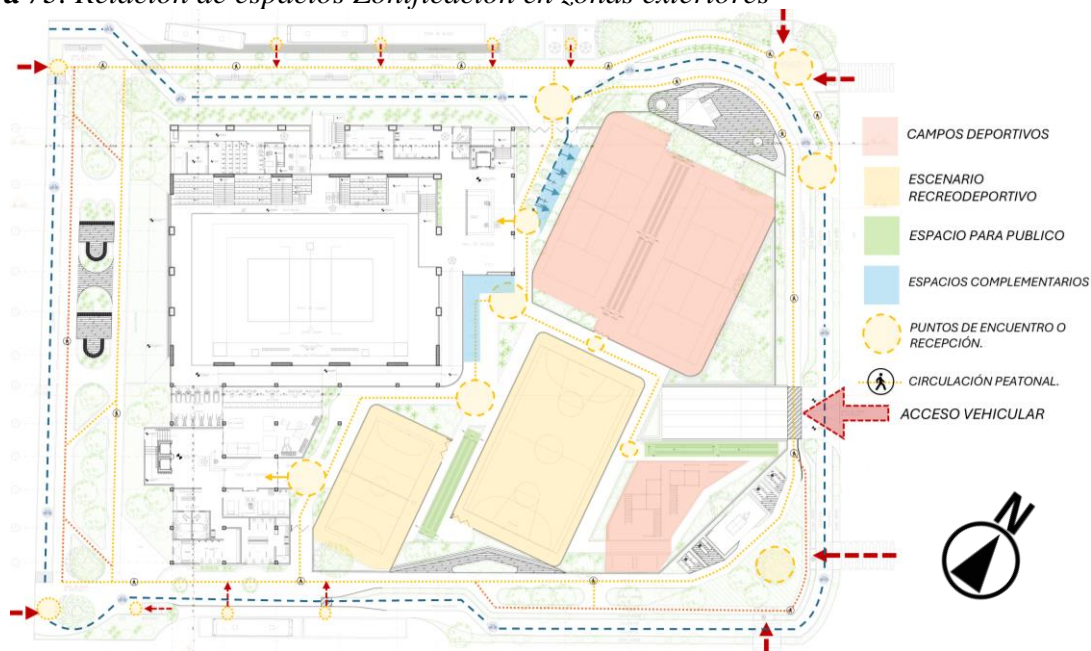 a 75. Relación de espacios Zonificación en zonas exteriores
CAMPOS DEPORTIVOS
ESCENARIO
RECREODEPORTIVO
ESPACIO PARA PUBLICO
ESPACIOS COMPLEMENTARIOS
PUNTOS DE ENCUENTRO O
RECEPCIÓN.
CIRCULACIÓN PEATONAL.
ACCESO VEHICULAR
N